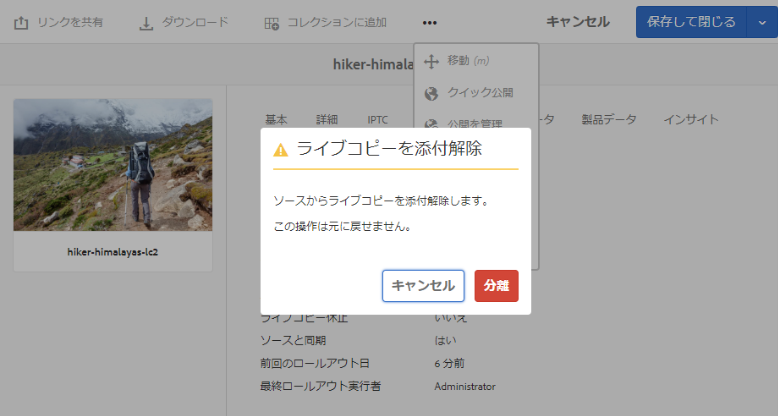 リンクを共有 ダウンロード コレクションに追加 ••• キャンセル 保存して閉じる
hiker-himala
移動 (m)
クイック公開
公開を管理
基本 詳細 IPTC ータ 製品データ インサイト
ライブコピーを添付解除
ソースからライブコピーを添付解除します。
この操作は元に戻せません。
キャンセル 分離
hiker-himalayas-lc2
ライブコピー休止 いいえ
ソースと同期 はい
前回のロールアウト日 6 分前
最終ロールアウト実行者 Administrator